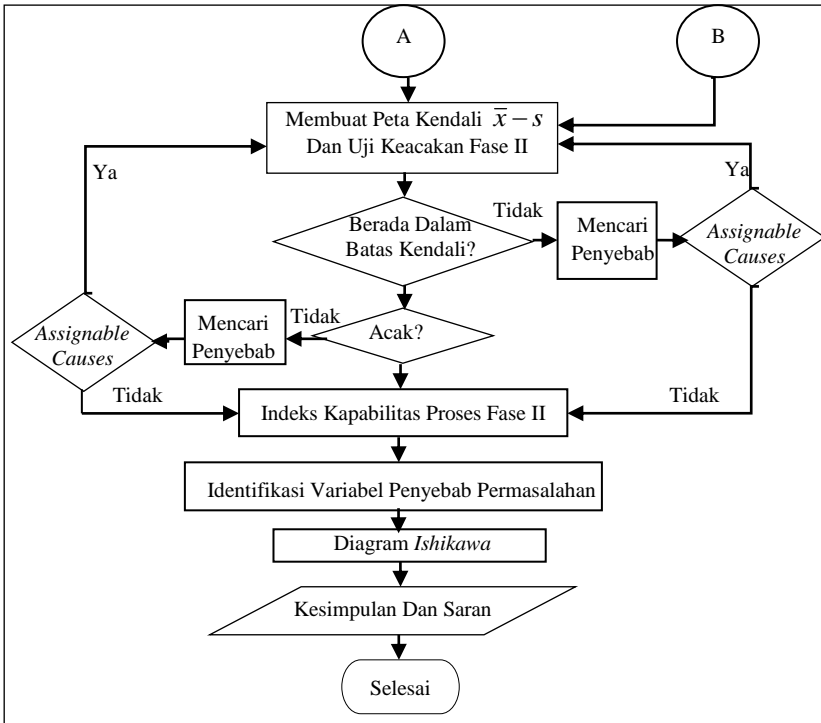 A
B
Membuat Peta Kendali x̅ – s
Dan Uji Keacakan Fase II
Ya
Ya
Berada Dalam
Batas Kendali?
Tidak
Mencari
Penyebab
Assignable
Causes
Assignable
Causes
Mencari
Penyebab
Tidak
Acak?
Tidak
Indeks Kapabilitas Proses Fase II
Tidak
Identifikasi Variabel Penyebab Permasalahan
Diagram Ishikawa
Kesimpulan Dan Saran
Selesai